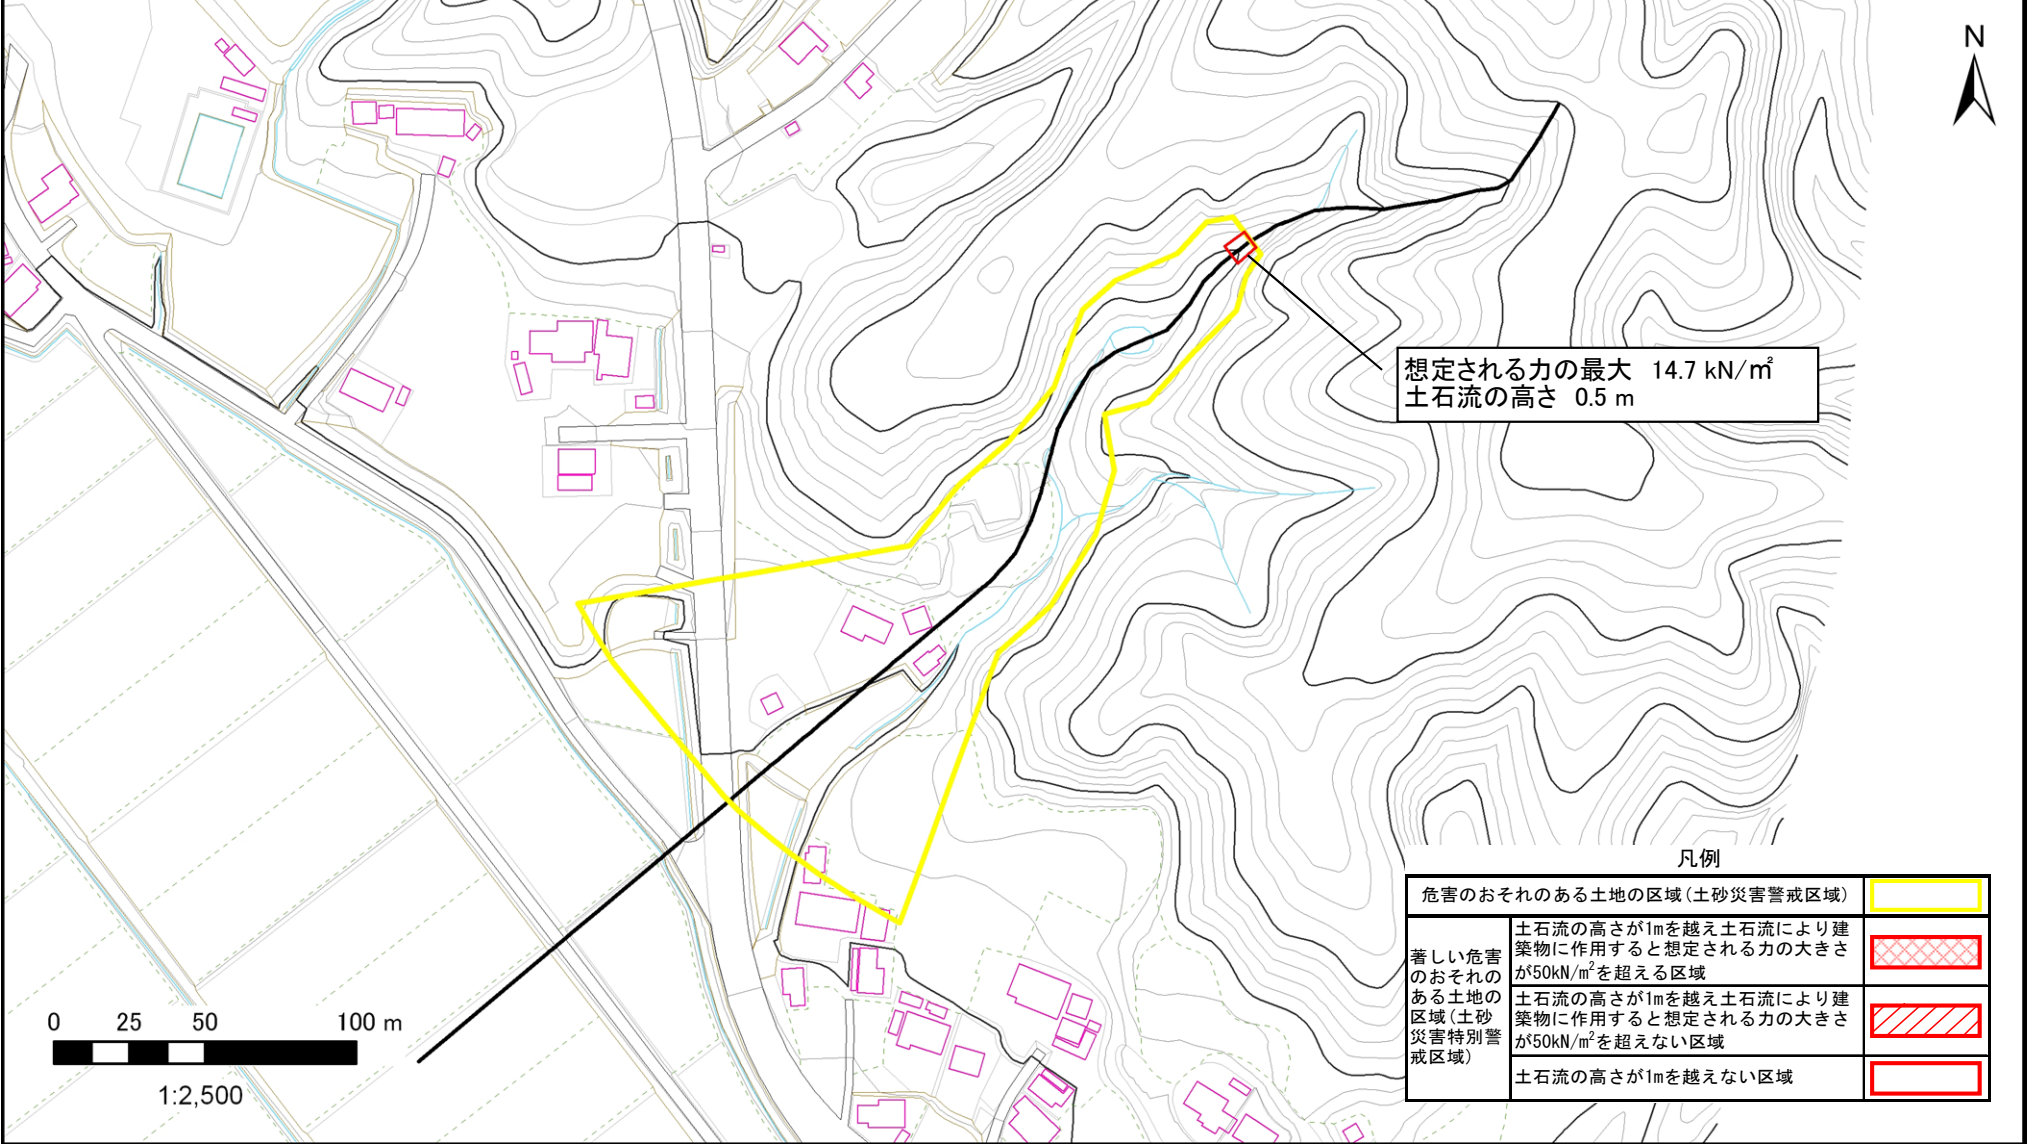 N
想定される力の最大 14.7 kN/㎡
土石流の高さ 0.5 m
凡例
危害のおそれのある土地の区域(土砂災害警戒区域)
著しい危害
のおそれの
ある土地の
区域(土砂
災害特別警
戒区域)
土石流の高さが1mを越え土石流により建
築物に作用すると想定される力の大きさ
が50kN/㎡を超える区域
土石流の高さが1mを越え土石流により建
築物に作用すると想定される力の大きさ
が50kN/㎡を超えない区域
土石流の高さが1mを越えない区域
0 25 50 100 m
1:2,500